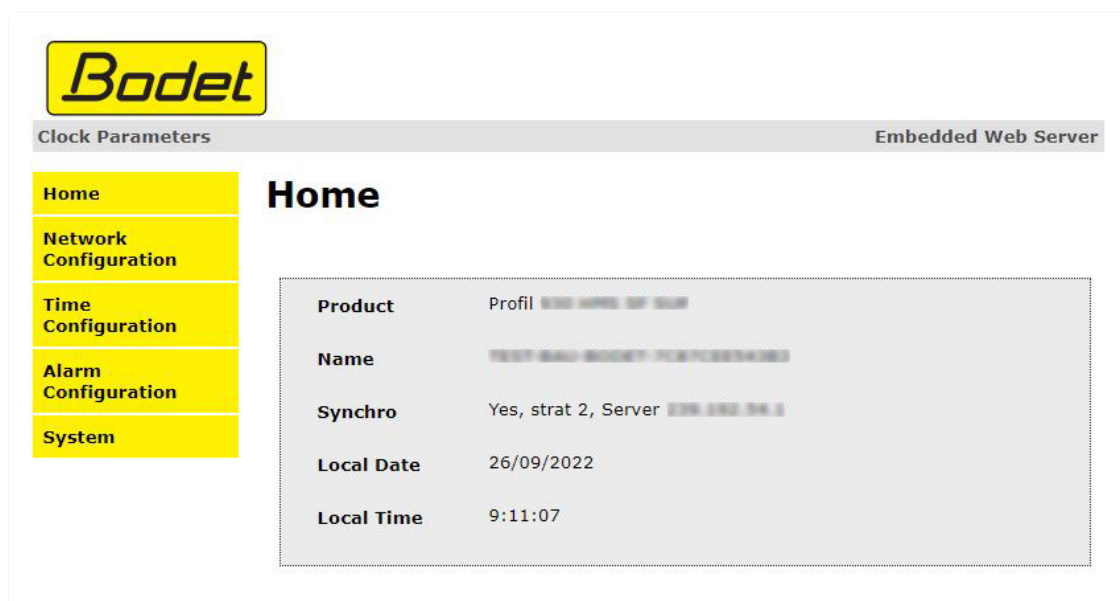 Bodet
Clock Parameters Embedded Web Server
Home
Network
Configuration
Time
Configuration
Alarm
Configuration
System
Home
Product Profil
Name
Synchro Yes, strat 2, Server
Local Date 26/09/2022
Local Time 9:11:07